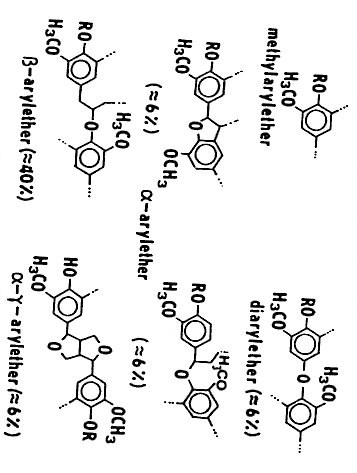 RO
H₃CO
methylarylether
RO
H₃CO
O
H₃CO
diarylether (≈6%)
RO
H₃CO
O
OCH₃
(≈6%)
α-arylether
RO
H₃CO
O
H₃CO
(≈6%)
RO
H₃CO
O
H₃CO
β-arylether (≈40%)
HO
H₃CO
O
O
OCH₃
OR
α-γ-arylether (≈6%)